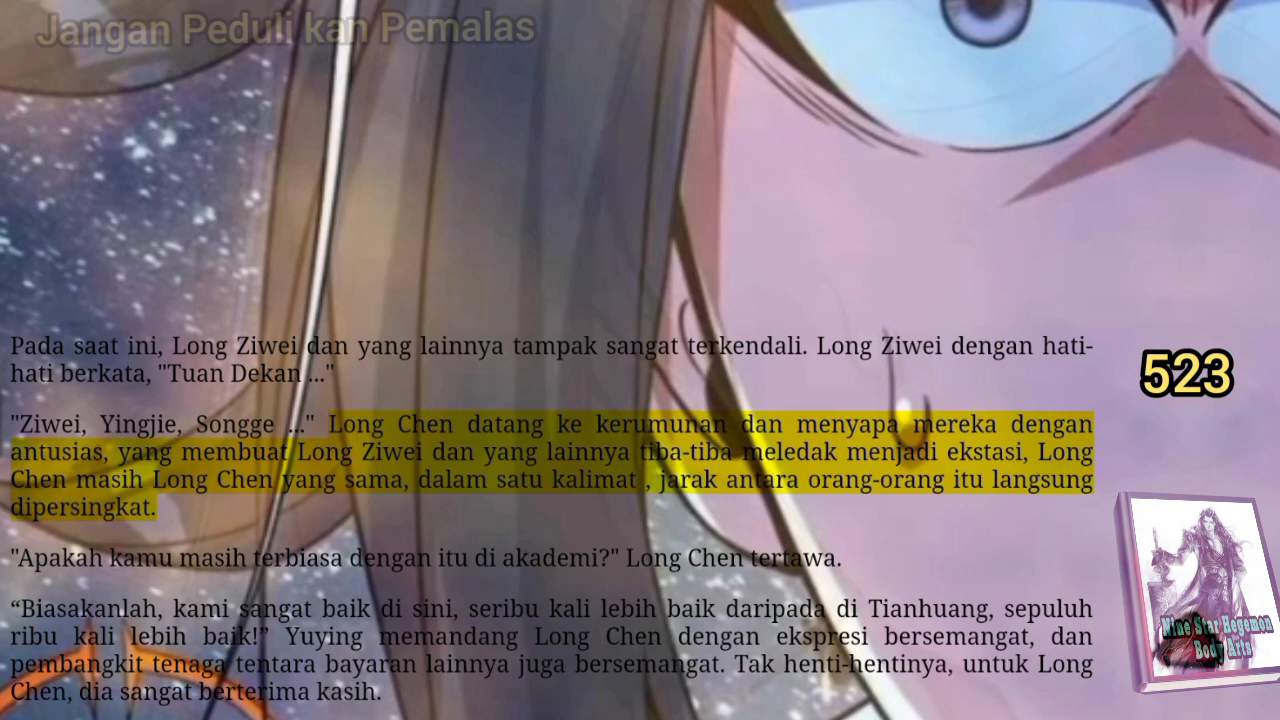 Jangan Peduli kan Pemalas
Pada saat ini, Long Ziwei dan yang lainnya tampak sangat terkendali. Long Ziwei dengan hati-
hati berkata, "Tuan Dekan ..."
523
"Ziwei, Yingjie, Songge ..." Long Chen datang ke kerumunan dan menyapa mereka dengan
antusias, yang membuat Long Ziwei dan yang lainnya tiba-tiba meledak menjadi ekstasi, Long
Chen masih Long Chen yang sama, dalam satu kalimat , jarak antara orang-orang itu langsung
dipersingkat.
"Apakah kamu masih terbiasa dengan itu di akademi?" Long Chen tertawa.
“Biasakanlah, kami sangat baik di sini, seribu kali lebih baik daripada di Tianhuang, sepuluh
ribu kali lebih baik!” Yuying memandang Long Chen dengan ekspresi bersemangat, dan
pembangkit tenaga tentara bayaran lainnya juga bersemangat. Tak henti-hentinya, untuk Long
Chen, dia sangat berterima kasih.
Nine Star Hegemon
Body Arts